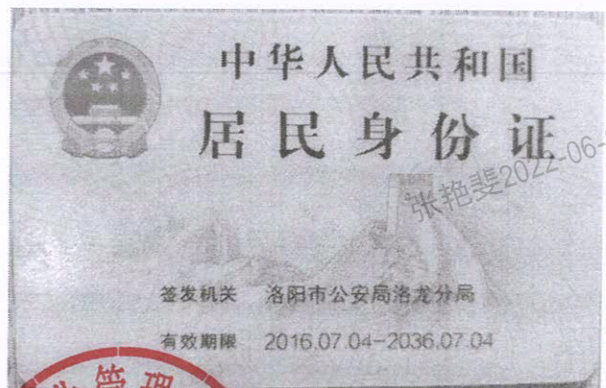 中华人民共和国
居民身份证
张艳斐2022-06-
签发机关 洛阳市公安局洛龙分局
有效期限 2016.07.04-2036.07.04
业管理